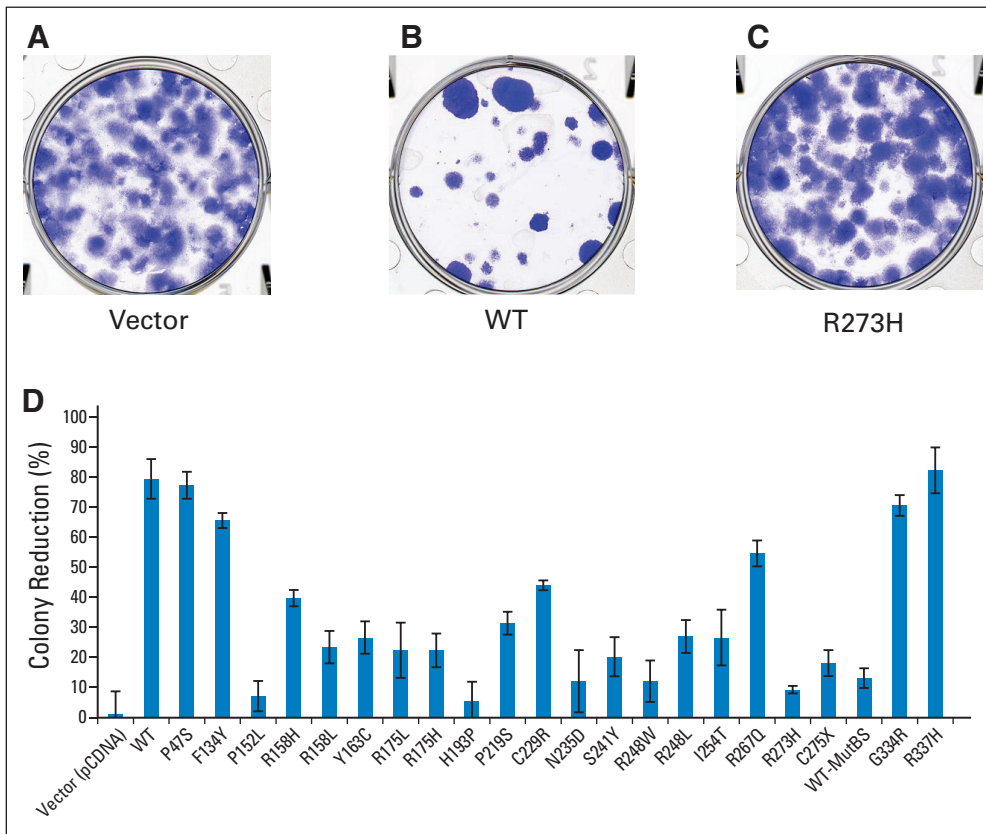 A
B
C
Vector
WT
R273H
D
Colony Reduction (%)
100
90
80
70
60
50
40
30
20
10
0
Vector (pCDNA)
WT
P47S
F134Y
P152L
R158H
R158L
Y163C
R175L
R175H
H193P
P219S
C229R
N235D
S241Y
R248W
R248L
I254T
R267Q
R273H
C275X
WT-MutBS
G334R
R337H